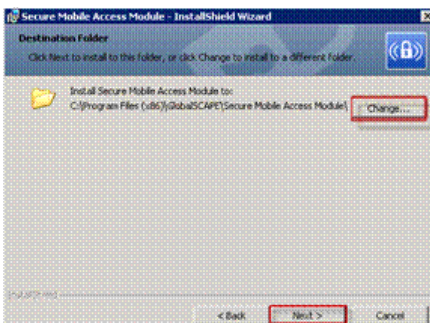 Secure Mobile Access Module - InstallShield Wizard
Destination Folder
Click Next to install to this folder, or click Change to install to a different folder.
Install Secure Mobile Access Module to:
C:\Program Files (x86)\GlobalSCAPE\Secure Mobile Access Module\
Change...
InstallShield
< Back
Next >
Cancel